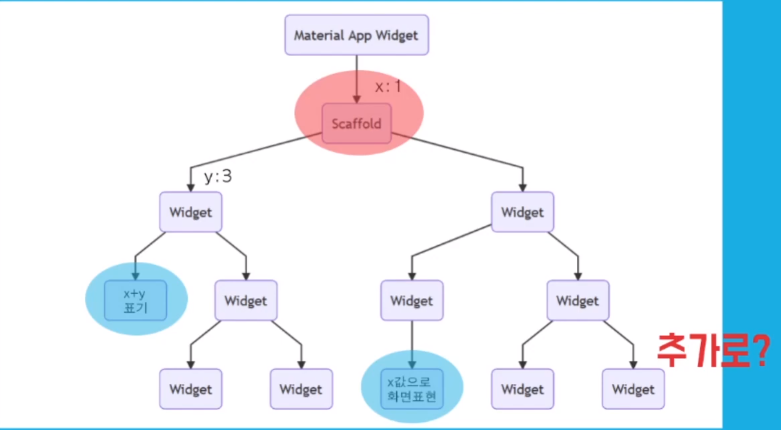 Material App Widget
x:1
Scaffold
y:3
Widget
Widget
x+y
표기
Widget
Widget
Widget
추가로?
Widget
Widget
x값으로
화면표현
Widget
Widget